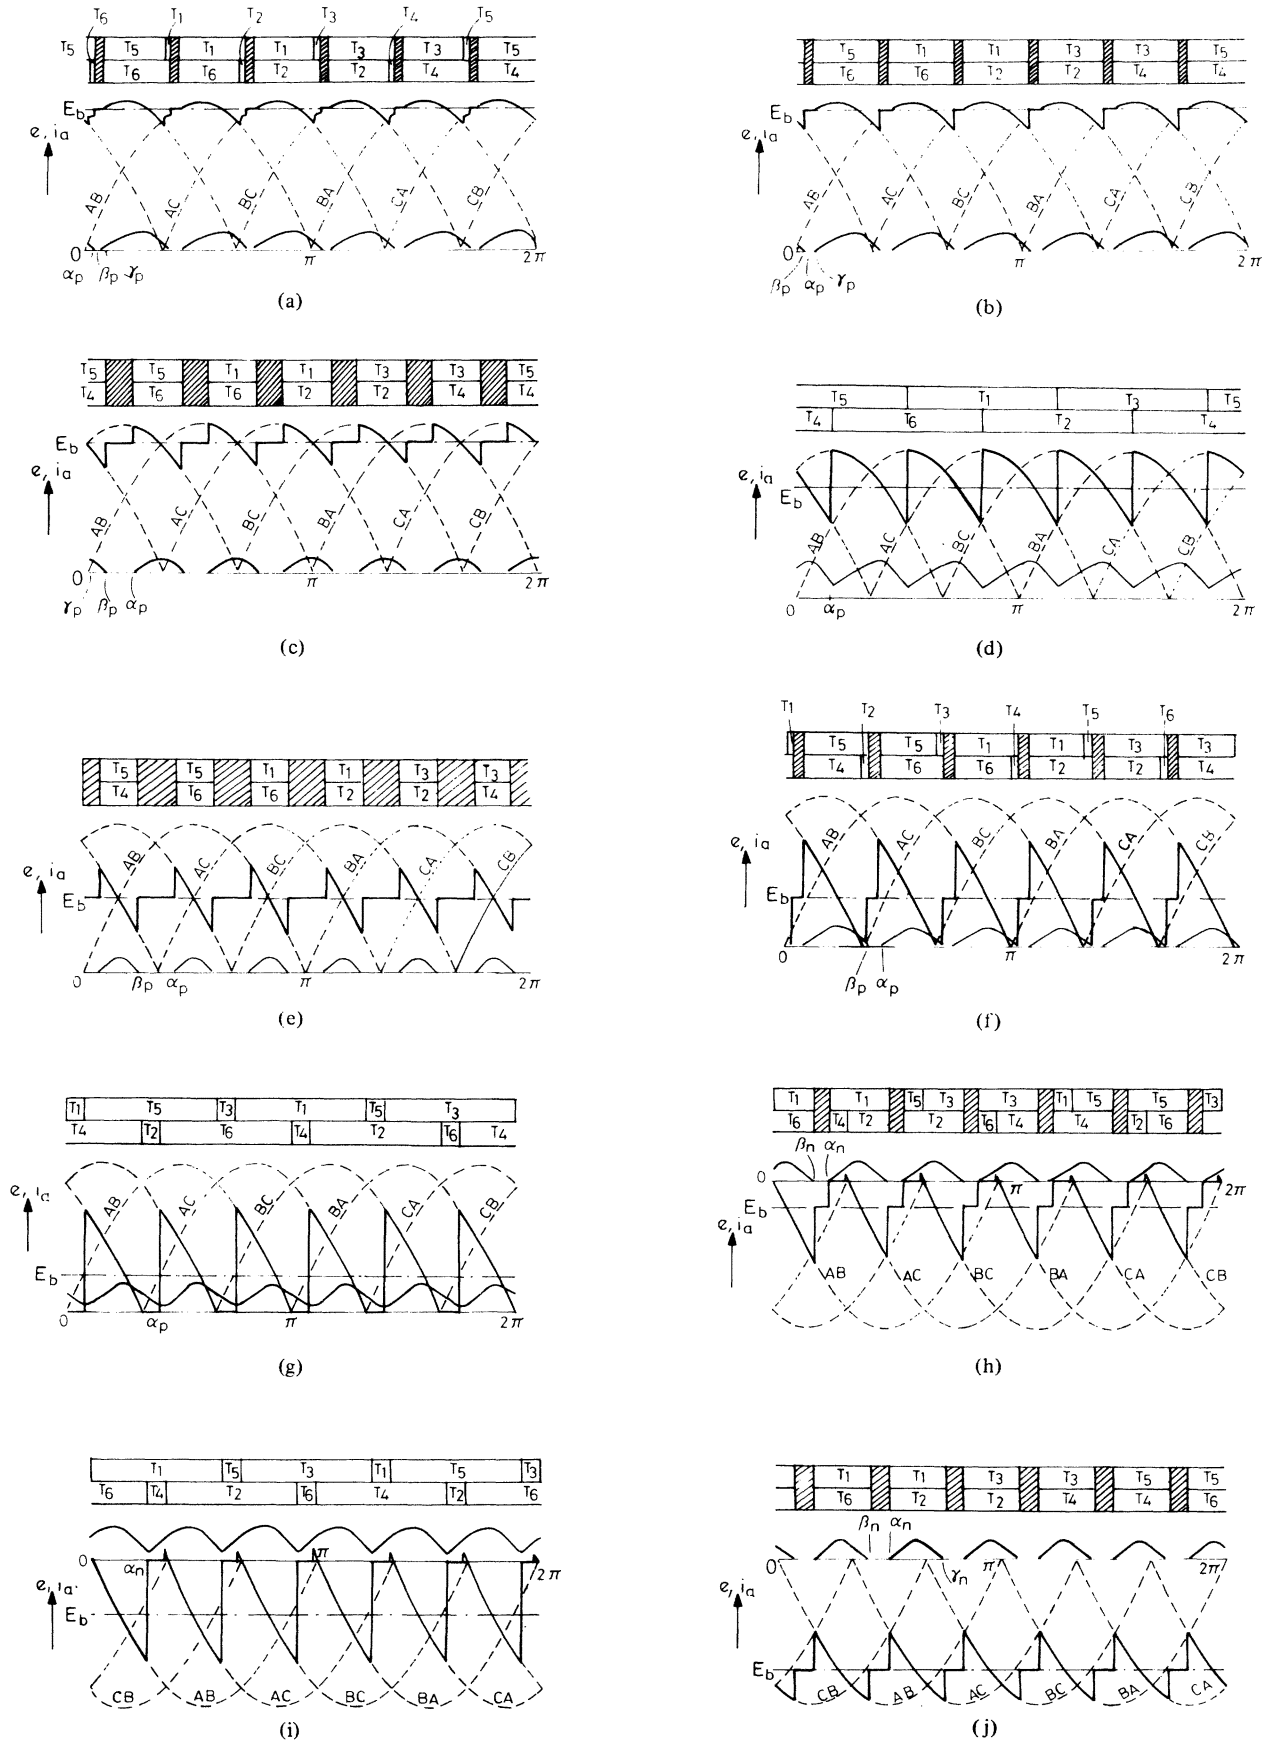 T6 T1 T2 T3 T4 T5
T5 T5 T1 T1 T3 T3 T5
T6 T6 T2 T2 T4 T4
Eb
e, ia
AB AC BC BA CA CB
0 π 2π
αp βp γp
(a)
T5 T1 T1 T3 T3 T5
T6 T6 T2 T2 T4 T4
Eb
e, ia
AB AC BC BA CA CB
0 π 2π
βp αp γp
(b)
T5 T5 T1 T1 T3 T3 T5
T4 T6 T6 T2 T2 T4 T4
Eb
e, ia
AB AC BC BA CA CB
0 π 2π
γp βp αp
(c)
T5 T1 T3 T5
T4 T6 T2 T4
e, ia
Eb
AB AC BC BA CA CB
0 αp π 2π
(d)
T5 T5 T1 T1 T3 T3
T4 T6 T6 T2 T2 T4
AB AC BC BA CA CB
e, ia
Eb
0 βp αp π 2π
(e)
T1 T2 T3 T4 T5 T6
T5 T5 T1 T1 T3 T3
T4 T6 T6 T2 T2 T4
AB AC BC BA CA CB
e, ia
Eb
0 π 2π
βp αp
(f)
T1 T5 T3 T1 T5 T3
T4 T2 T6 T4 T2 T6 T4
e, ia
AB AC BC BA CA CB
Eb
0 αp π 2π
(g)
T1 T1 T5 T3 T3 T1 T5 T5 T3
T6 T4 T2 T2 T6 T4 T4 T2 T6
βn αn
0 π 2π
Eb
e, ia
AB AC BC BA CA CB
(h)
T1 T5 T3 T1 T5 T3
T6 T4 T2 T6 T4 T2 T6
0 αn π 2π
e, ia
Eb
CB AB AC BC BA CA
(i)
T1 T1 T3 T3 T5 T5
T6 T2 T2 T4 T4 T6
βn αn
0 γn π 2π
e, ia
Eb
CB AB AC BC BA CA
(j)